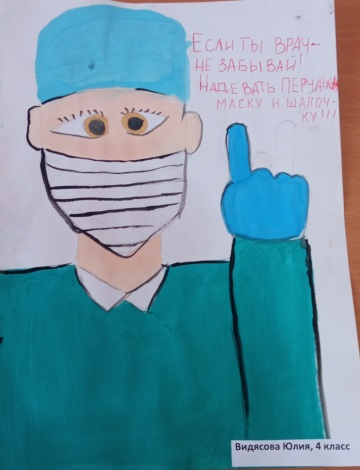 ЕСЛИ ТЫ ВРАЧ-
НЕ ЗАБЫВАЙ!
НАДЕВАТЬ ПЕРЧАТКИ
МАСКУ И ШАПОЧ-
КУ!!!
Видясова Юлия, 4 класс